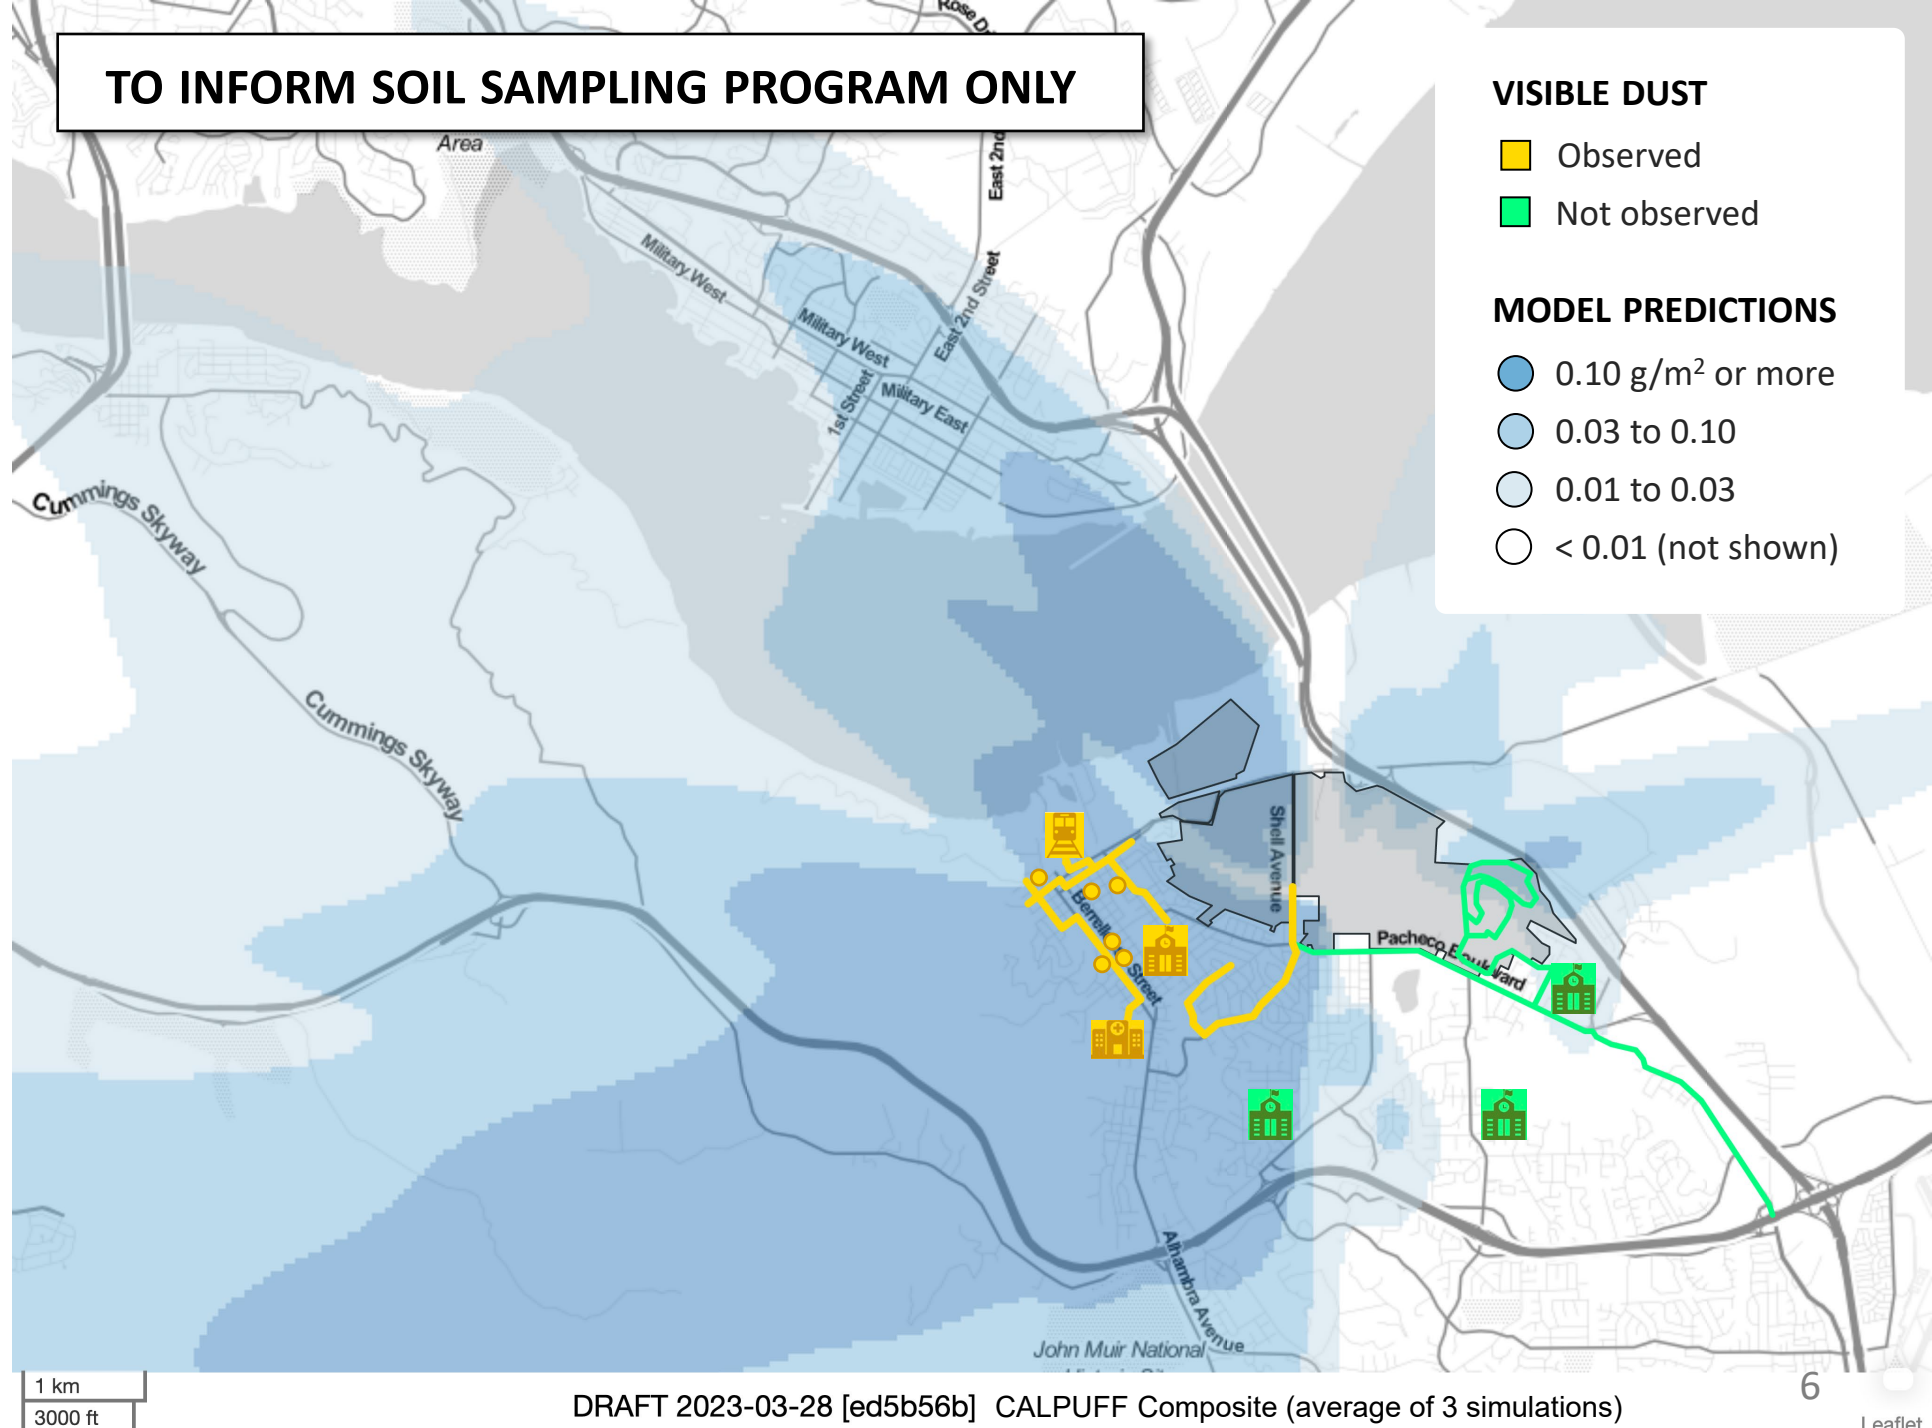 Rose Dr
TO INFORM SOIL SAMPLING PROGRAM ONLY
Area
East 2nd
VISIBLE DUST
Observed
Not observed
MODEL PREDICTIONS
0.10 g/m² or more
0.03 to 0.10
0.01 to 0.03
< 0.01 (not shown)
Military West
East 2nd Street
Military West
1st Street
Military East
Cummings Skyway
Cummings Skyway
Shell Avenue
Street
Pacheco Boulevard
Alhambra Avenue
John Muir National
1 km
3000 ft
DRAFT 2023-03-28 [ed5b56b] CALPUFF Composite (average of 3 simulations)
6
Leaflet